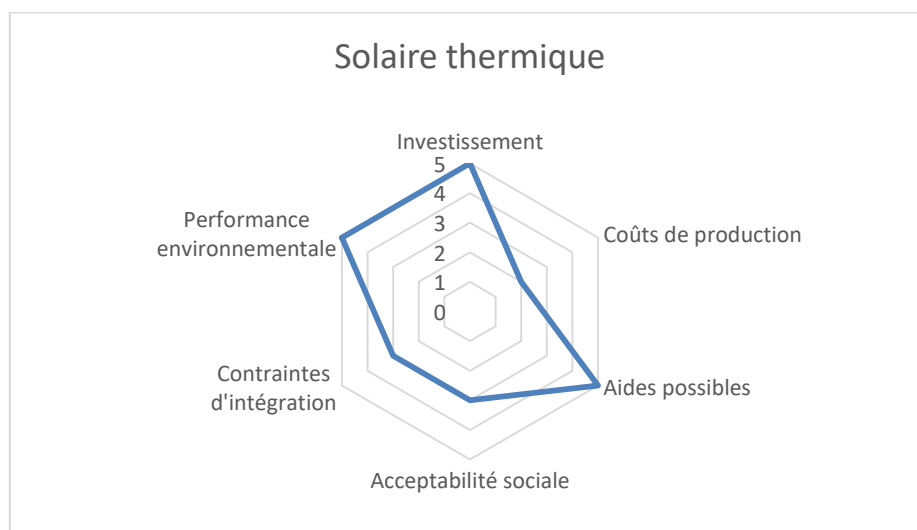 Solaire thermique
Investissement
5
4
3
2
1
0
Coûts de production
Aides possibles
Acceptabilité sociale
Contraintes
d'intégration
Performance
environnementale